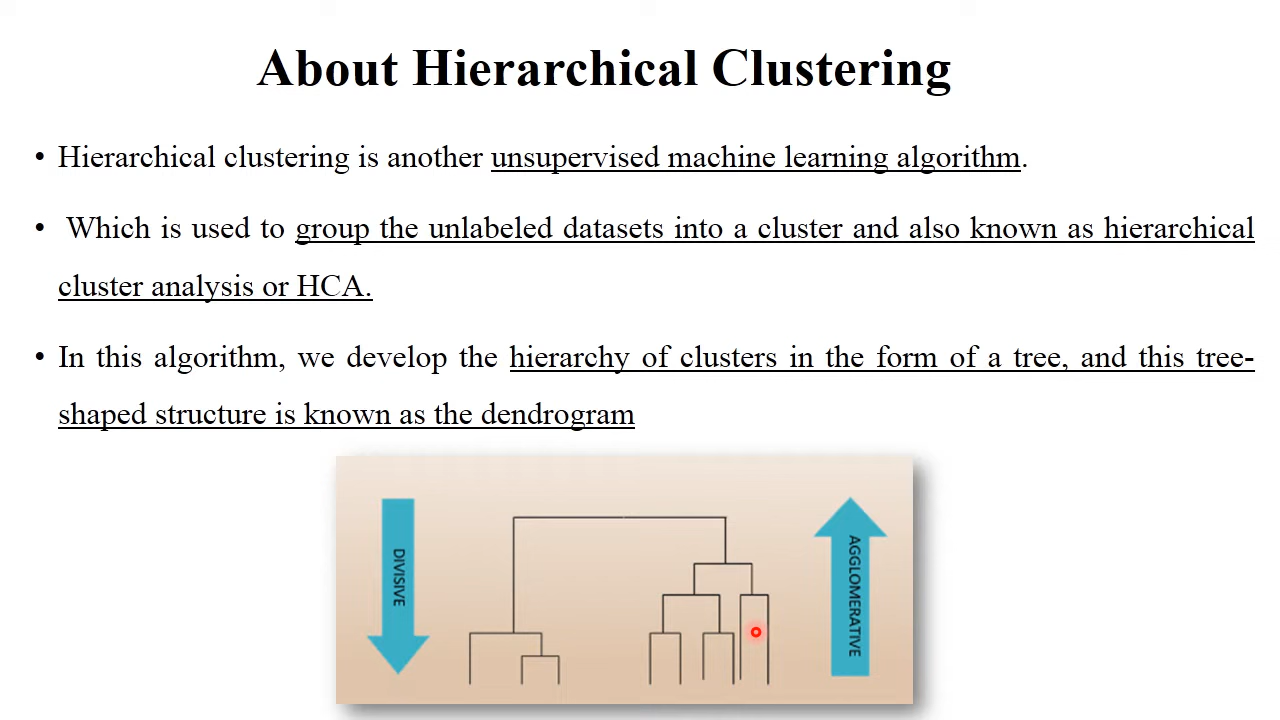 About Hierarchical Clustering
• Hierarchical clustering is another unsupervised machine learning algorithm.
• Which is used to group the unlabeled datasets into a cluster and also known as hierarchical
cluster analysis or HCA.
• In this algorithm, we develop the hierarchy of clusters in the form of a tree, and this tree-
shaped structure is known as the dendrogram
DIVISIVE
AGGLOMERATIVE